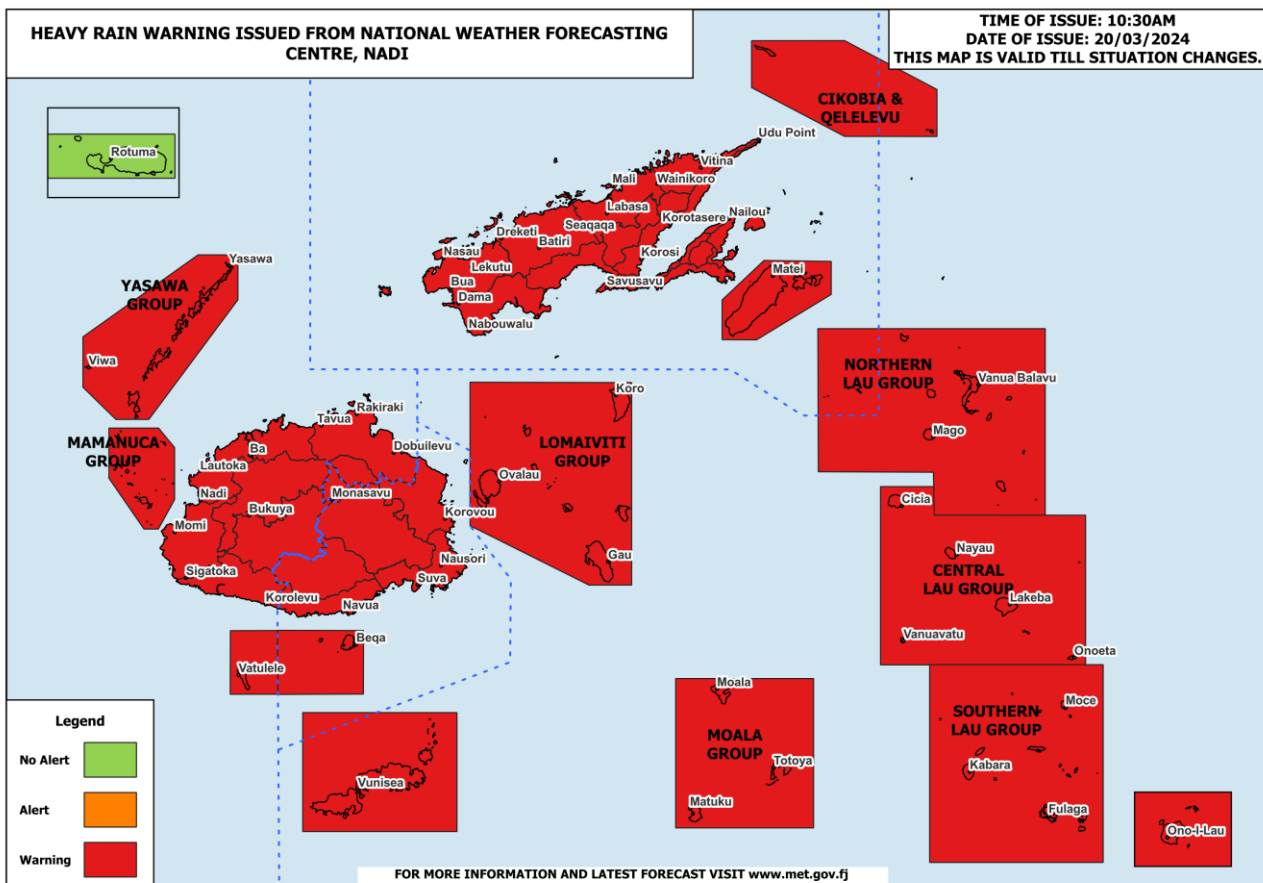 HEAVY RAIN WARNING ISSUED FROM NATIONAL WEATHER FORECASTING
CENTRE, NADI
TIME OF ISSUE: 10:30AM
DATE OF ISSUE: 20/03/2024
THIS MAP IS VALID TILL SITUATION CHANGES.
CIKOBIA &
QELELEVU
Rotuma
Udu Point
Vitina
Mali
Wainikoro
Labasa
Korotasere
Nailou
Seaqaqa
Dreketi
Batiri
Nasau
Korosi
Lekutu
Bua
Savusavu
Dama
Nabouwalu
Matei
Yasawa
YASAWA
GROUP
Viwa
MAMANUCA
GROUP
Rakiraki
Tavua
Ba
Dobuilevu
Lautoka
Nadi
Monasavu
Bukuya
Korovou
Momi
Nausori
Sigatoka
Suva
Korolevu
Navua
Koro
LOMAIVITI
GROUP
Ovalau
Gau
NORTHERN
LAU GROUP
Vanua Balavu
Mago
Cicia
Nayau
CENTRAL
LAU GROUP
Lakeba
Vanuavatu
Onoeta
Beqa
Vatulele
Vunisea
Moala
MOALA
GROUP
Totoya
Matuku
SOUTHERN
LAU GROUP
Moce
Kabara
Fulaga
Ono-I-Lau
Legend
No Alert
Alert
Warning
FOR MORE INFORMATION AND LATEST FORECAST VISIT www.met.gov.fj